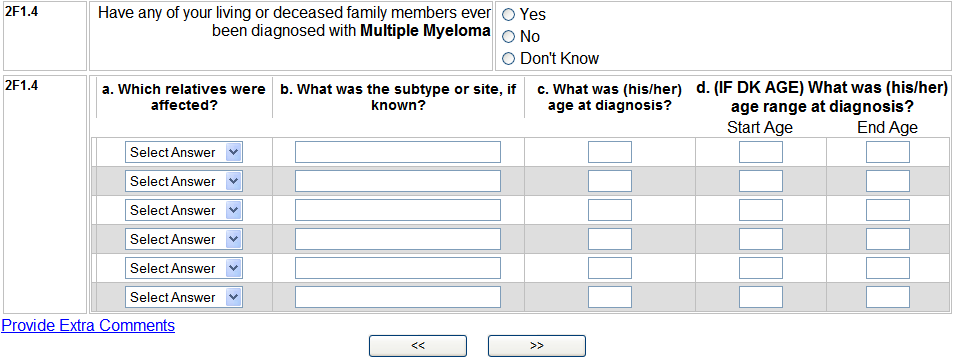 2F1.4
Have any of your living or deceased family members ever
been diagnosed with Multiple Myeloma
Yes
No
Don't Know
2F1.4
a. Which relatives were
affected?
b. What was the subtype or site, if
known?
c. What was (his/her)
age at diagnosis?
d. (IF DK AGE) What was (his/her)
age range at diagnosis?
Start Age
End Age
Select Answer
Select Answer
Select Answer
Select Answer
Select Answer
Select Answer
Provide Extra Comments
<<
>>